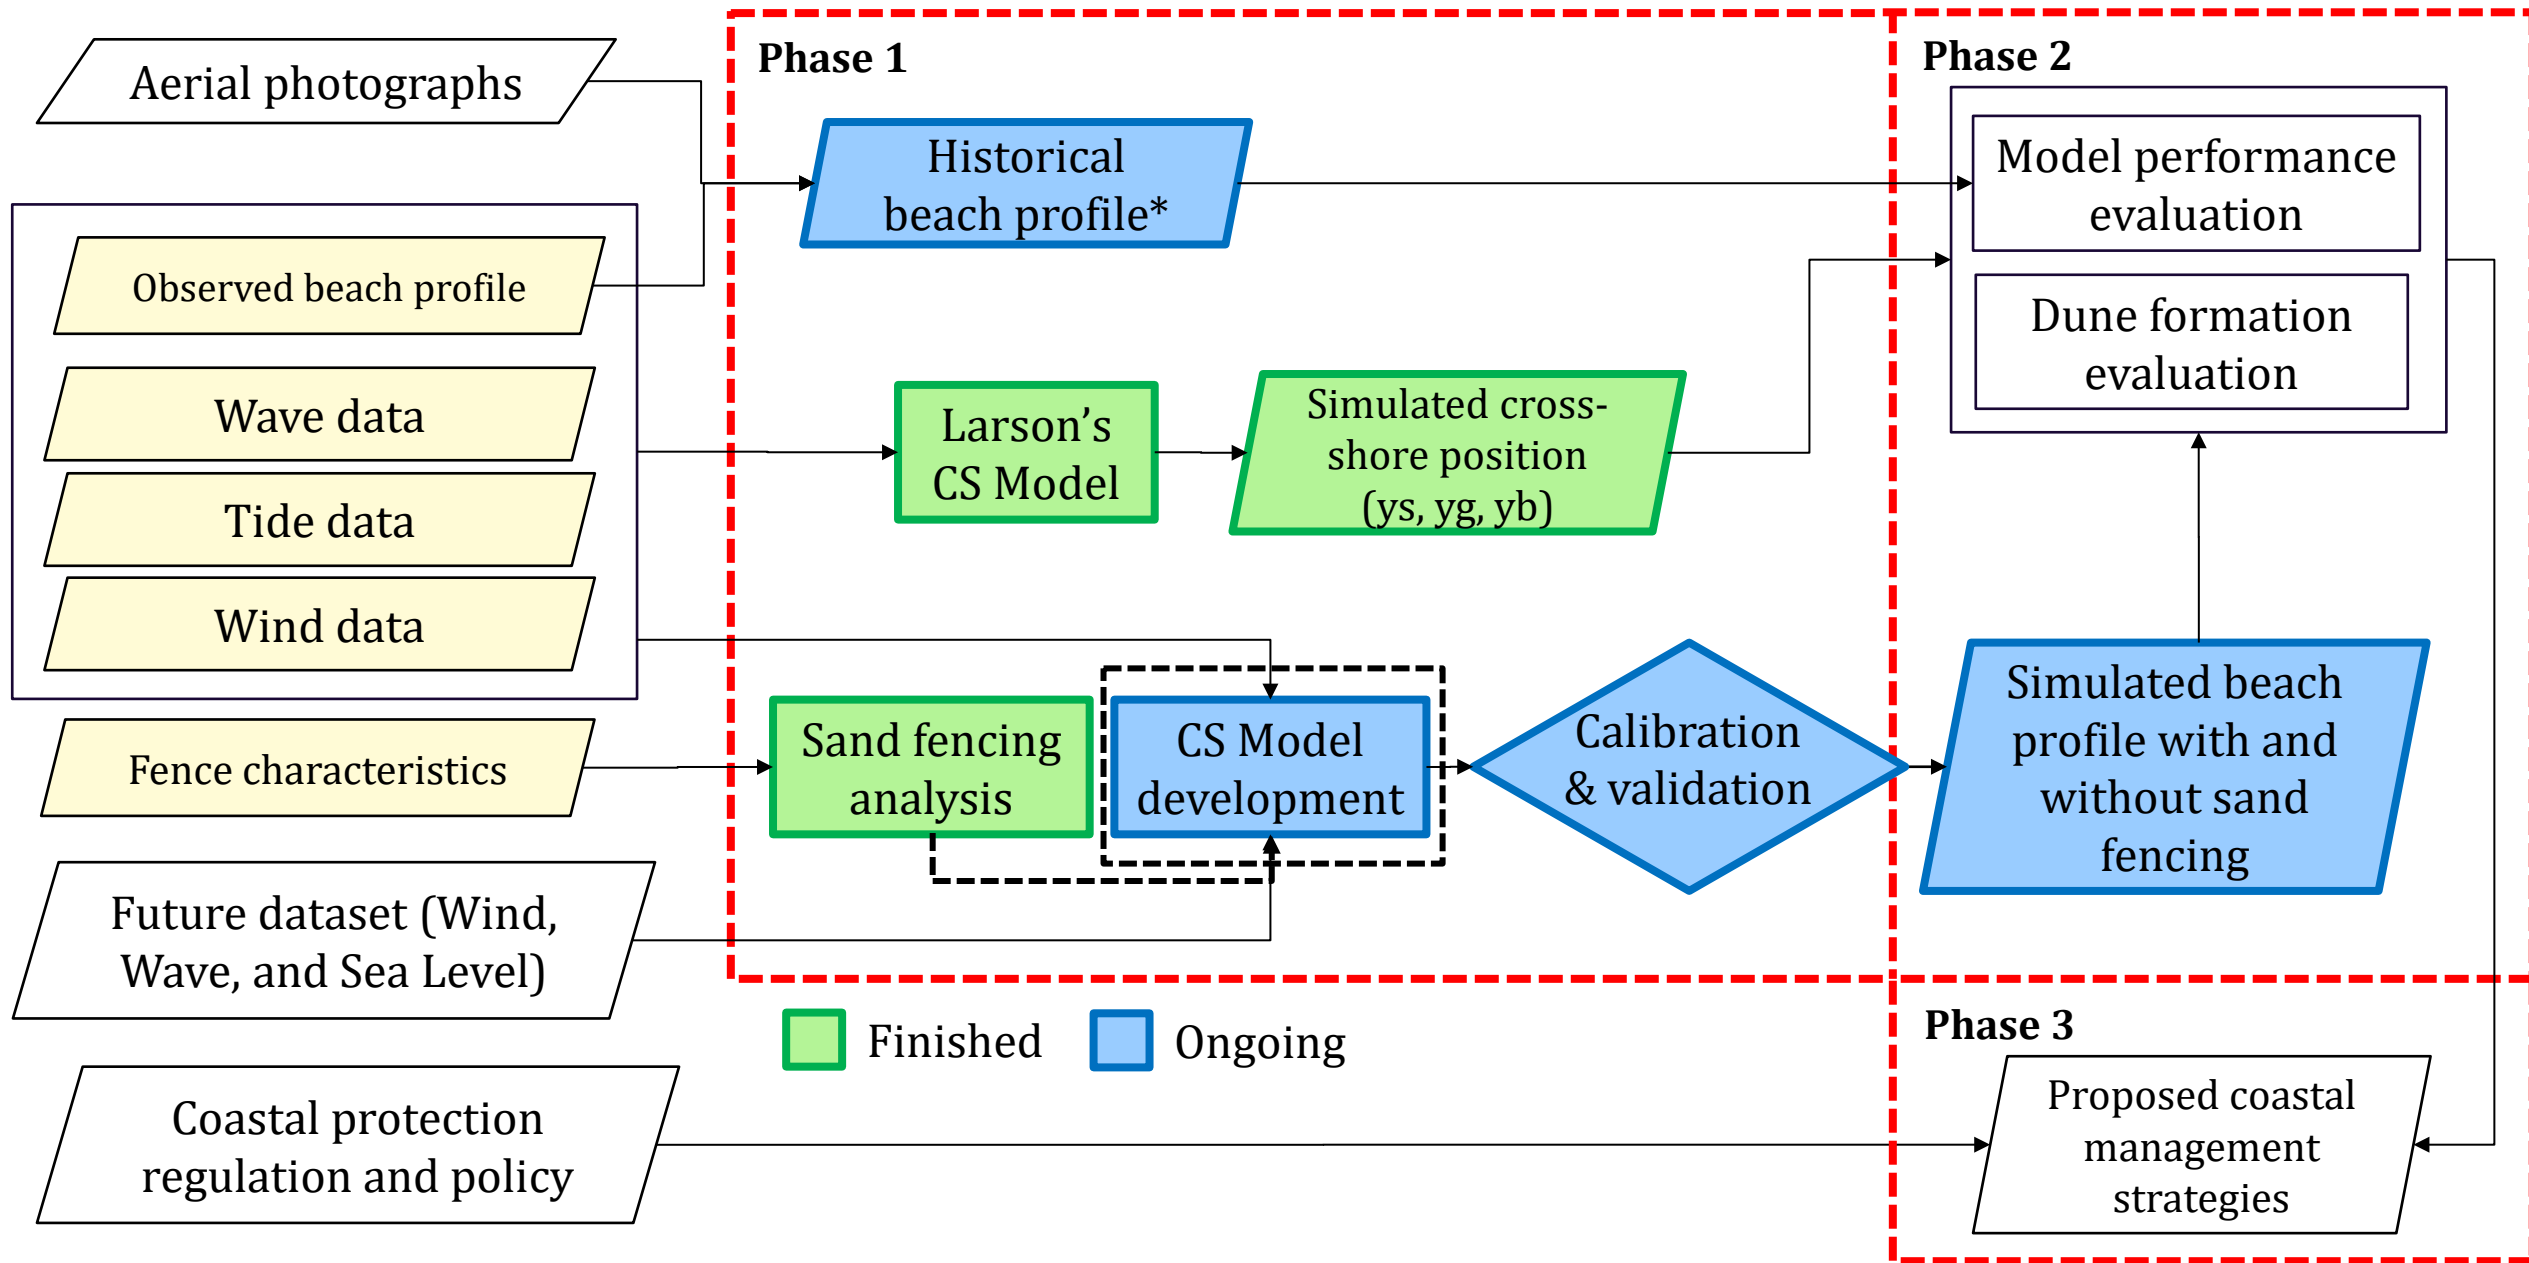 Aerial photographs
Observed beach profile
Wave data
Tide data
Wind data
Fence characteristics
Future dataset (Wind,
Wave, and Sea Level)
Coastal protection
regulation and policy
Phase 1
Historical
beach profile*
Larson’s
CS Model
Simulated cross-
shore position
(ys, yg, yb)
Sand fencing
analysis
CS Model
development
Calibration
& validation
Finished
Ongoing
Phase 2
Model performance
evaluation
Dune formation
evaluation
Simulated beach
profile with and
without sand
fencing
Phase 3
Proposed coastal
management
strategies